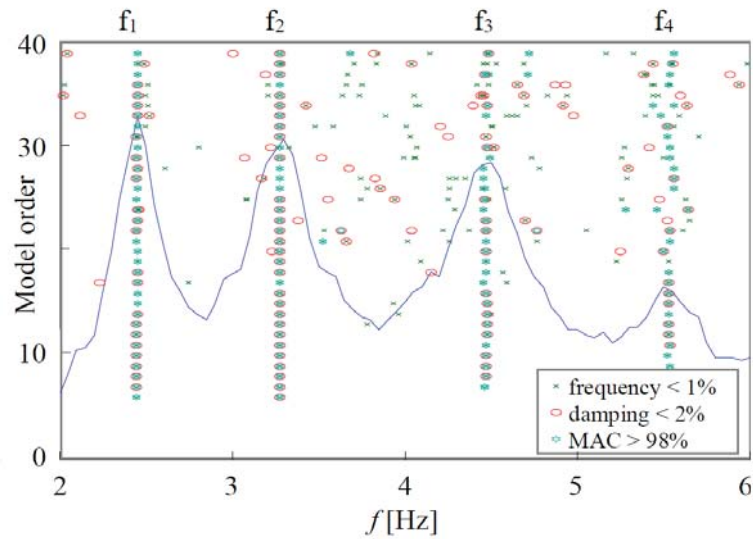 f₁ f₂ f₃ f₄
40
30
20
10
0
Model order
frequency < 1%
damping < 2%
MAC > 98%
2 3 4 5 6
f [Hz]